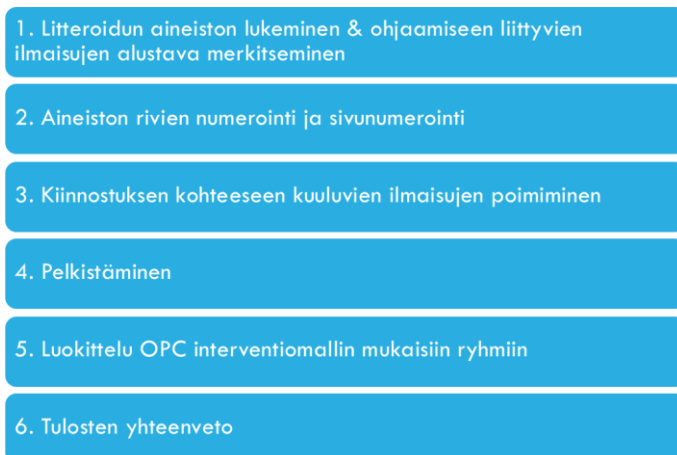 1. Litteroidun aineiston lukeminen & ohjaamiseen liittyvien
ilmaisujen alustava merkitseminen
2. Aineiston rivien numerointi ja sivunumerointi
3. Kiinnostuksen kohteeseen kuuluvien ilmaisujen poimiminen
4. Pelkistäminen
5. Luokittelu OPC interventiomallin mukaisiin ryhmiin
6. Tulosten yhteenveto